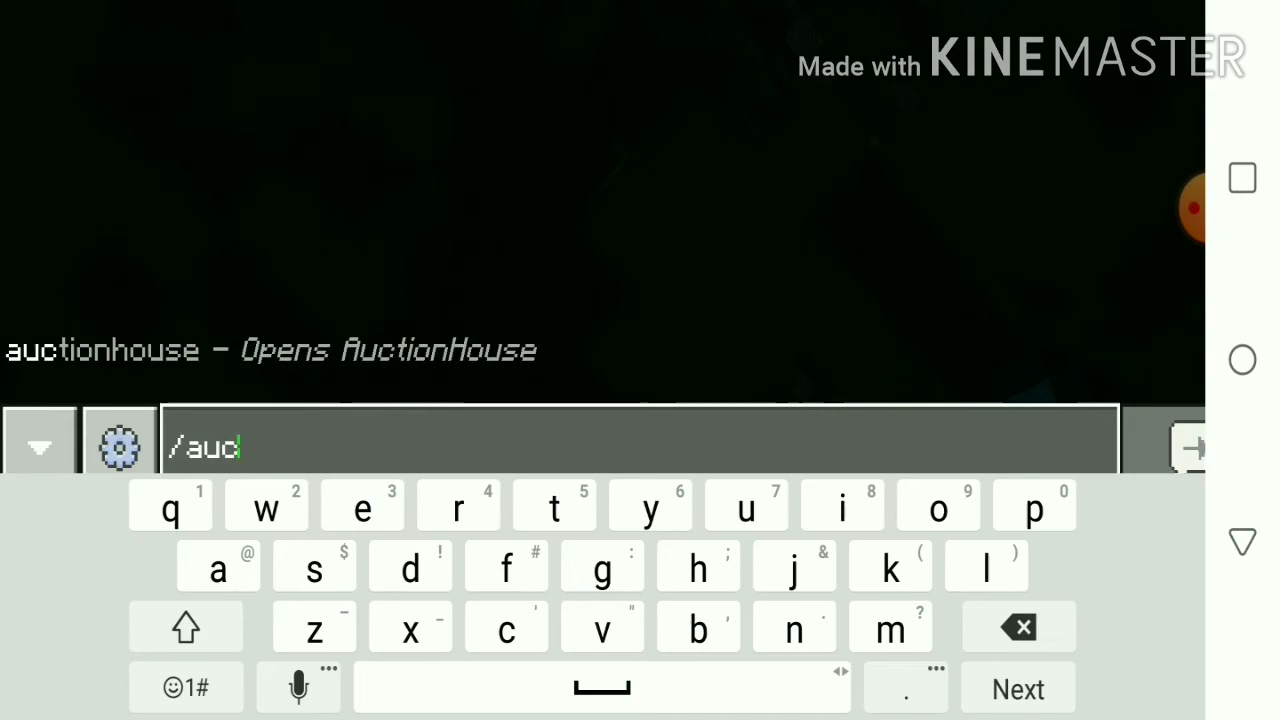 Made with KINEMASTER
auctionhouse - Opens AuctionHouse
/auc
q 1 w 2 e 3 r 4 t 5 y 6 u 7 i 8 o 9 p 0
a @ s $ d ! f # g : h ; j & k ( l )
z _ x - c ' v " b , n . m ?
1# . Next